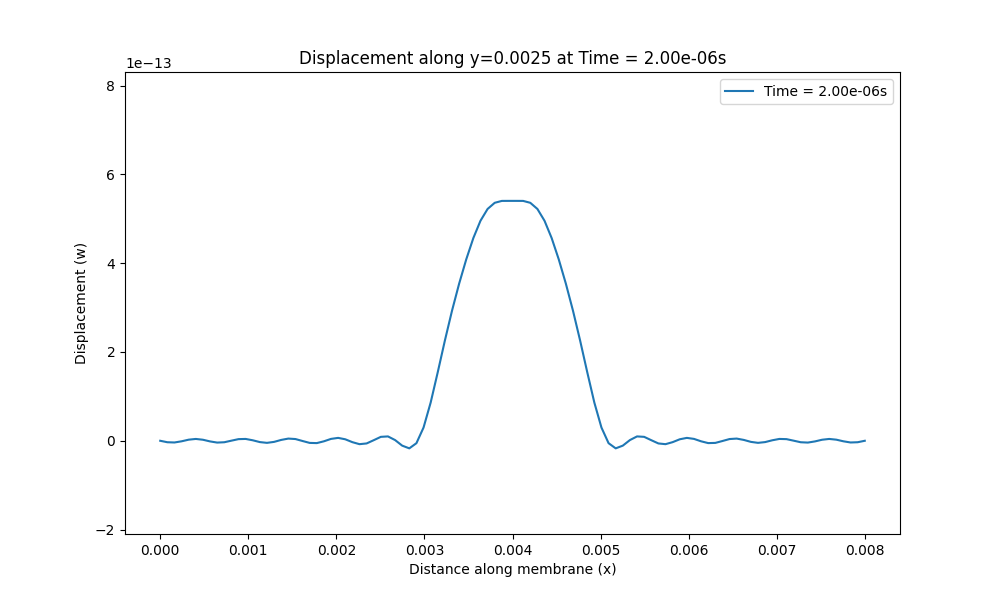 Displacement along y=0.0025 at Time = 2.00e-06s
1e−13
Time = 2.00e-06s
8
6
4
2
0
−2
Displacement (w)
0.000 0.001 0.002 0.003 0.004 0.005 0.006 0.007 0.008
Distance along membrane (x)